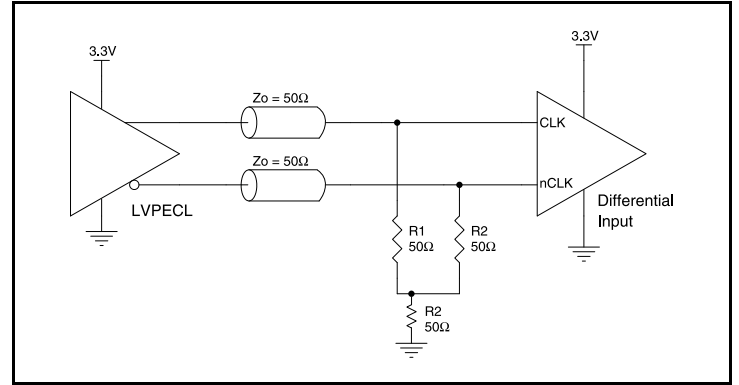 3.3V
3.3V
Zo = 50Ω
CLK
Zo = 50Ω
nCLK
LVPECL
Differential
Input
R1
50Ω
R2
50Ω
R2
50Ω